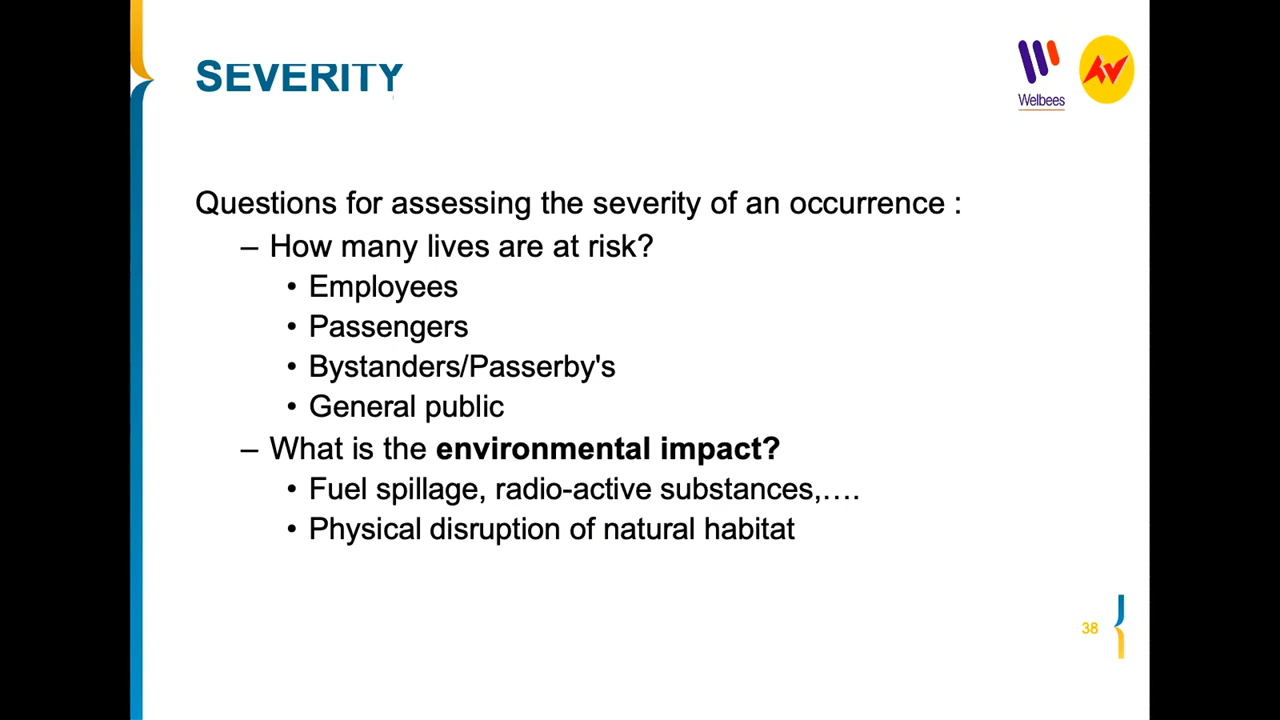 SEVERITY
Welbees
Questions for assessing the severity of an occurrence :
– How many lives are at risk?
• Employees
• Passengers
• Bystanders/Passerby's
• General public
– What is the environmental impact?
• Fuel spillage, radio-active substances,….
• Physical disruption of natural habitat
38